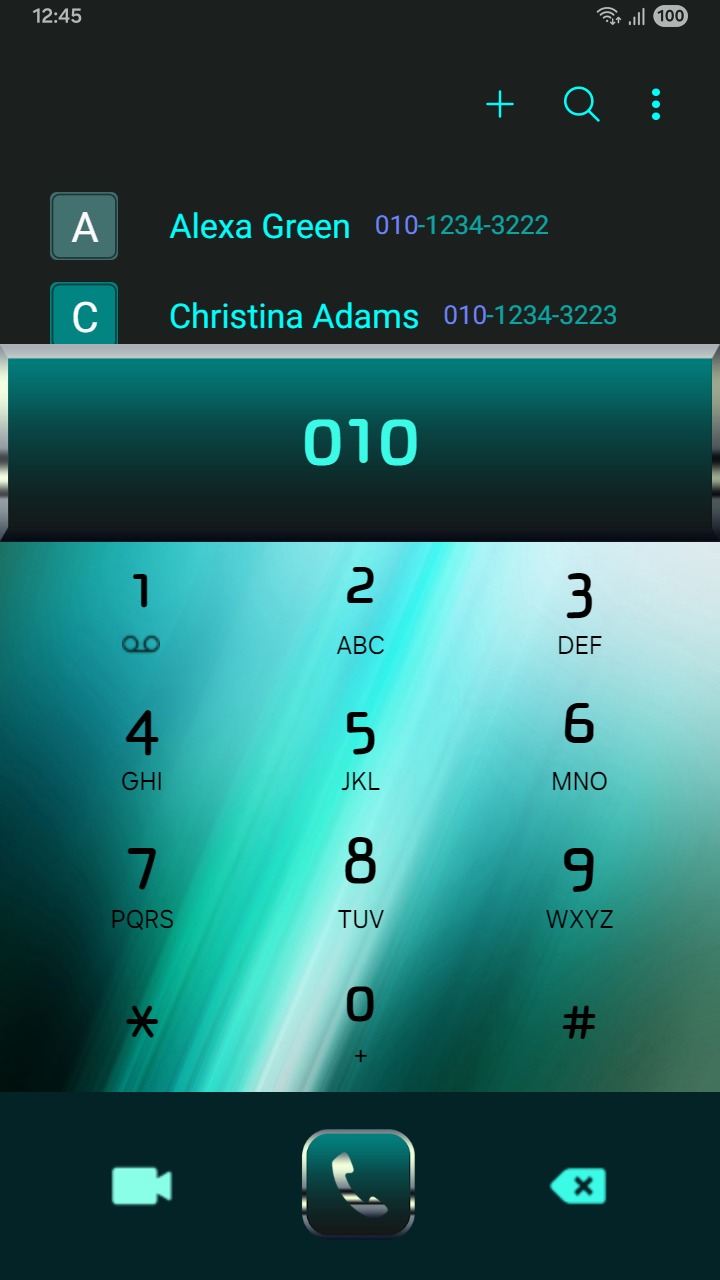 12:45 100
A Alexa Green 010-1234-3222
C Christina Adams 010-1234-3223
010
1 2 3
ABC DEF
4 5 6
GHI JKL MNO
7 8 9
PQRS TUV WXYZ
* 0 #
+